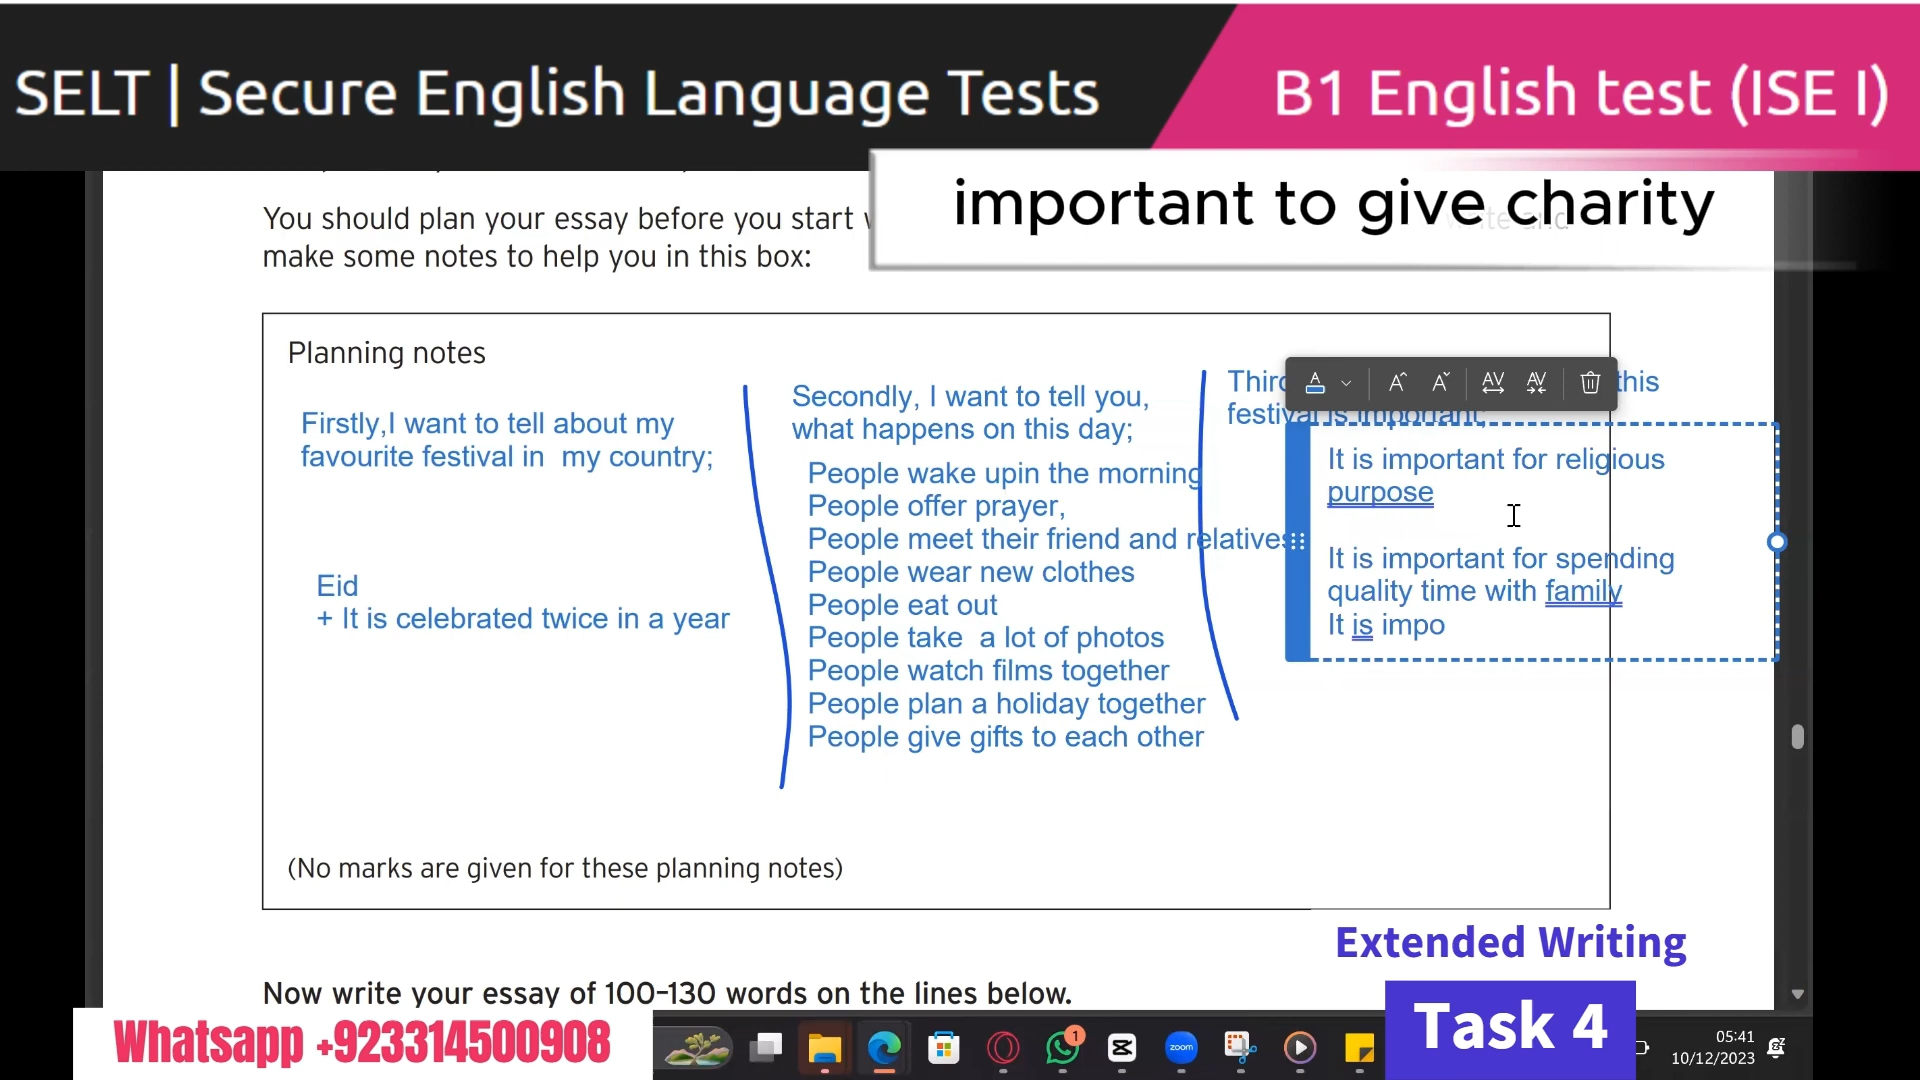 SELT | Secure English Language Tests
B1 English test (ISE I)
important to give charity
You should plan your essay before you start
write and
make some notes to help you in this box:
Planning notes
Firstly,I want to tell about my
favourite festival in my country;
Eid
+ It is celebrated twice in a year
Secondly, I want to tell you,
what happens on this day;
People wake upin the morning
People offer prayer,
People meet their friend and relatives
People wear new clothes
People eat out
People take a lot of photos
People watch films together
People plan a holiday together
People give gifts to each other
this
festival is important;
It is important for religious
purpose
It is important for spending
quality time with family
It is impo
(No marks are given for these planning notes)
Extended Writing
Now write your essay of 100–130 words on the lines below.
Task 4
Whatsapp +923314500908
1
zoom
05:41
10/12/2023